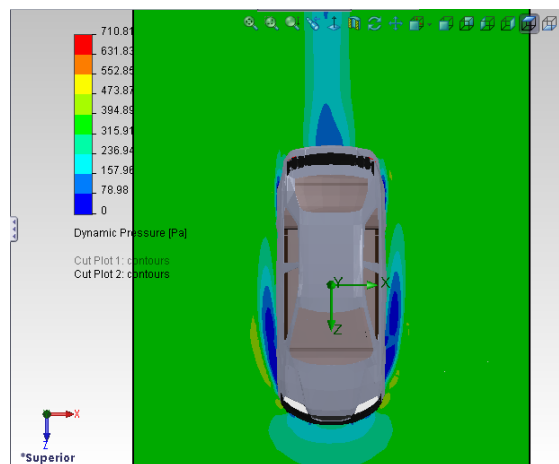 710.81
631.83
552.85
473.87
394.89
315.91
236.94
157.96
78.98
0
Dynamic Pressure [Pa]
Cut Plot 1: contours
Cut Plot 2: contours
Y
X
Z
X
Z
*Superior